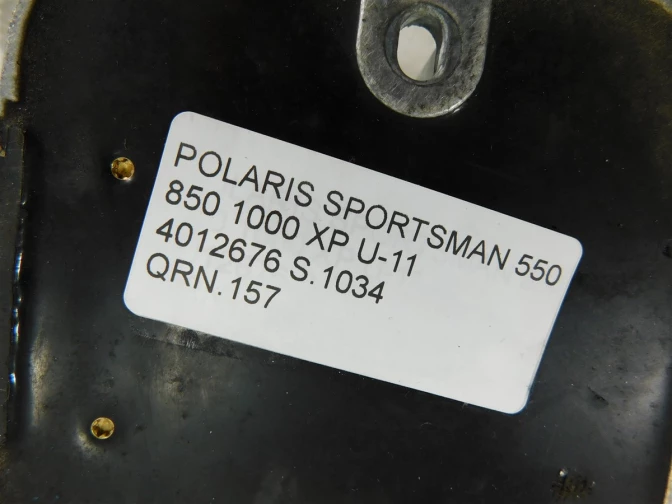 POLARIS SPORTSMAN 550
850 1000 XP U-11
4012676 S.1034
QRN.157